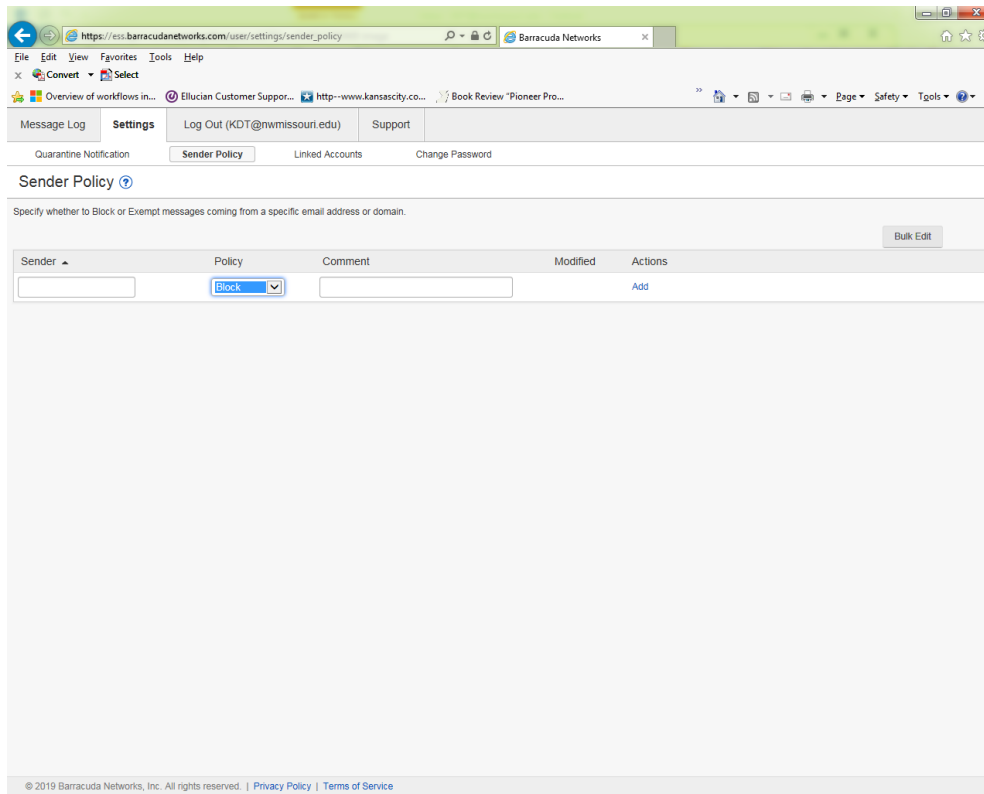 https://ess.barracudanetworks.com/user/settings/sender_policy
Barracuda Networks
File Edit View Favorites Tools Help
Convert Select
Overview of workflows in... Ellucian Customer Suppor... http--www.kansascity.co... Book Review "Pioneer Pro... Page Safety Tools
Message Log Settings Log Out (KDT@nwmissouri.edu) Support
Quarantine Notification Sender Policy Linked Accounts Change Password
Sender Policy ?
Specify whether to Block or Exempt messages coming from a specific email address or domain.
Bulk Edit
Sender Policy Comment Modified Actions
Block Add
© 2019 Barracuda Networks, Inc. All rights reserved. | Privacy Policy | Terms of Service